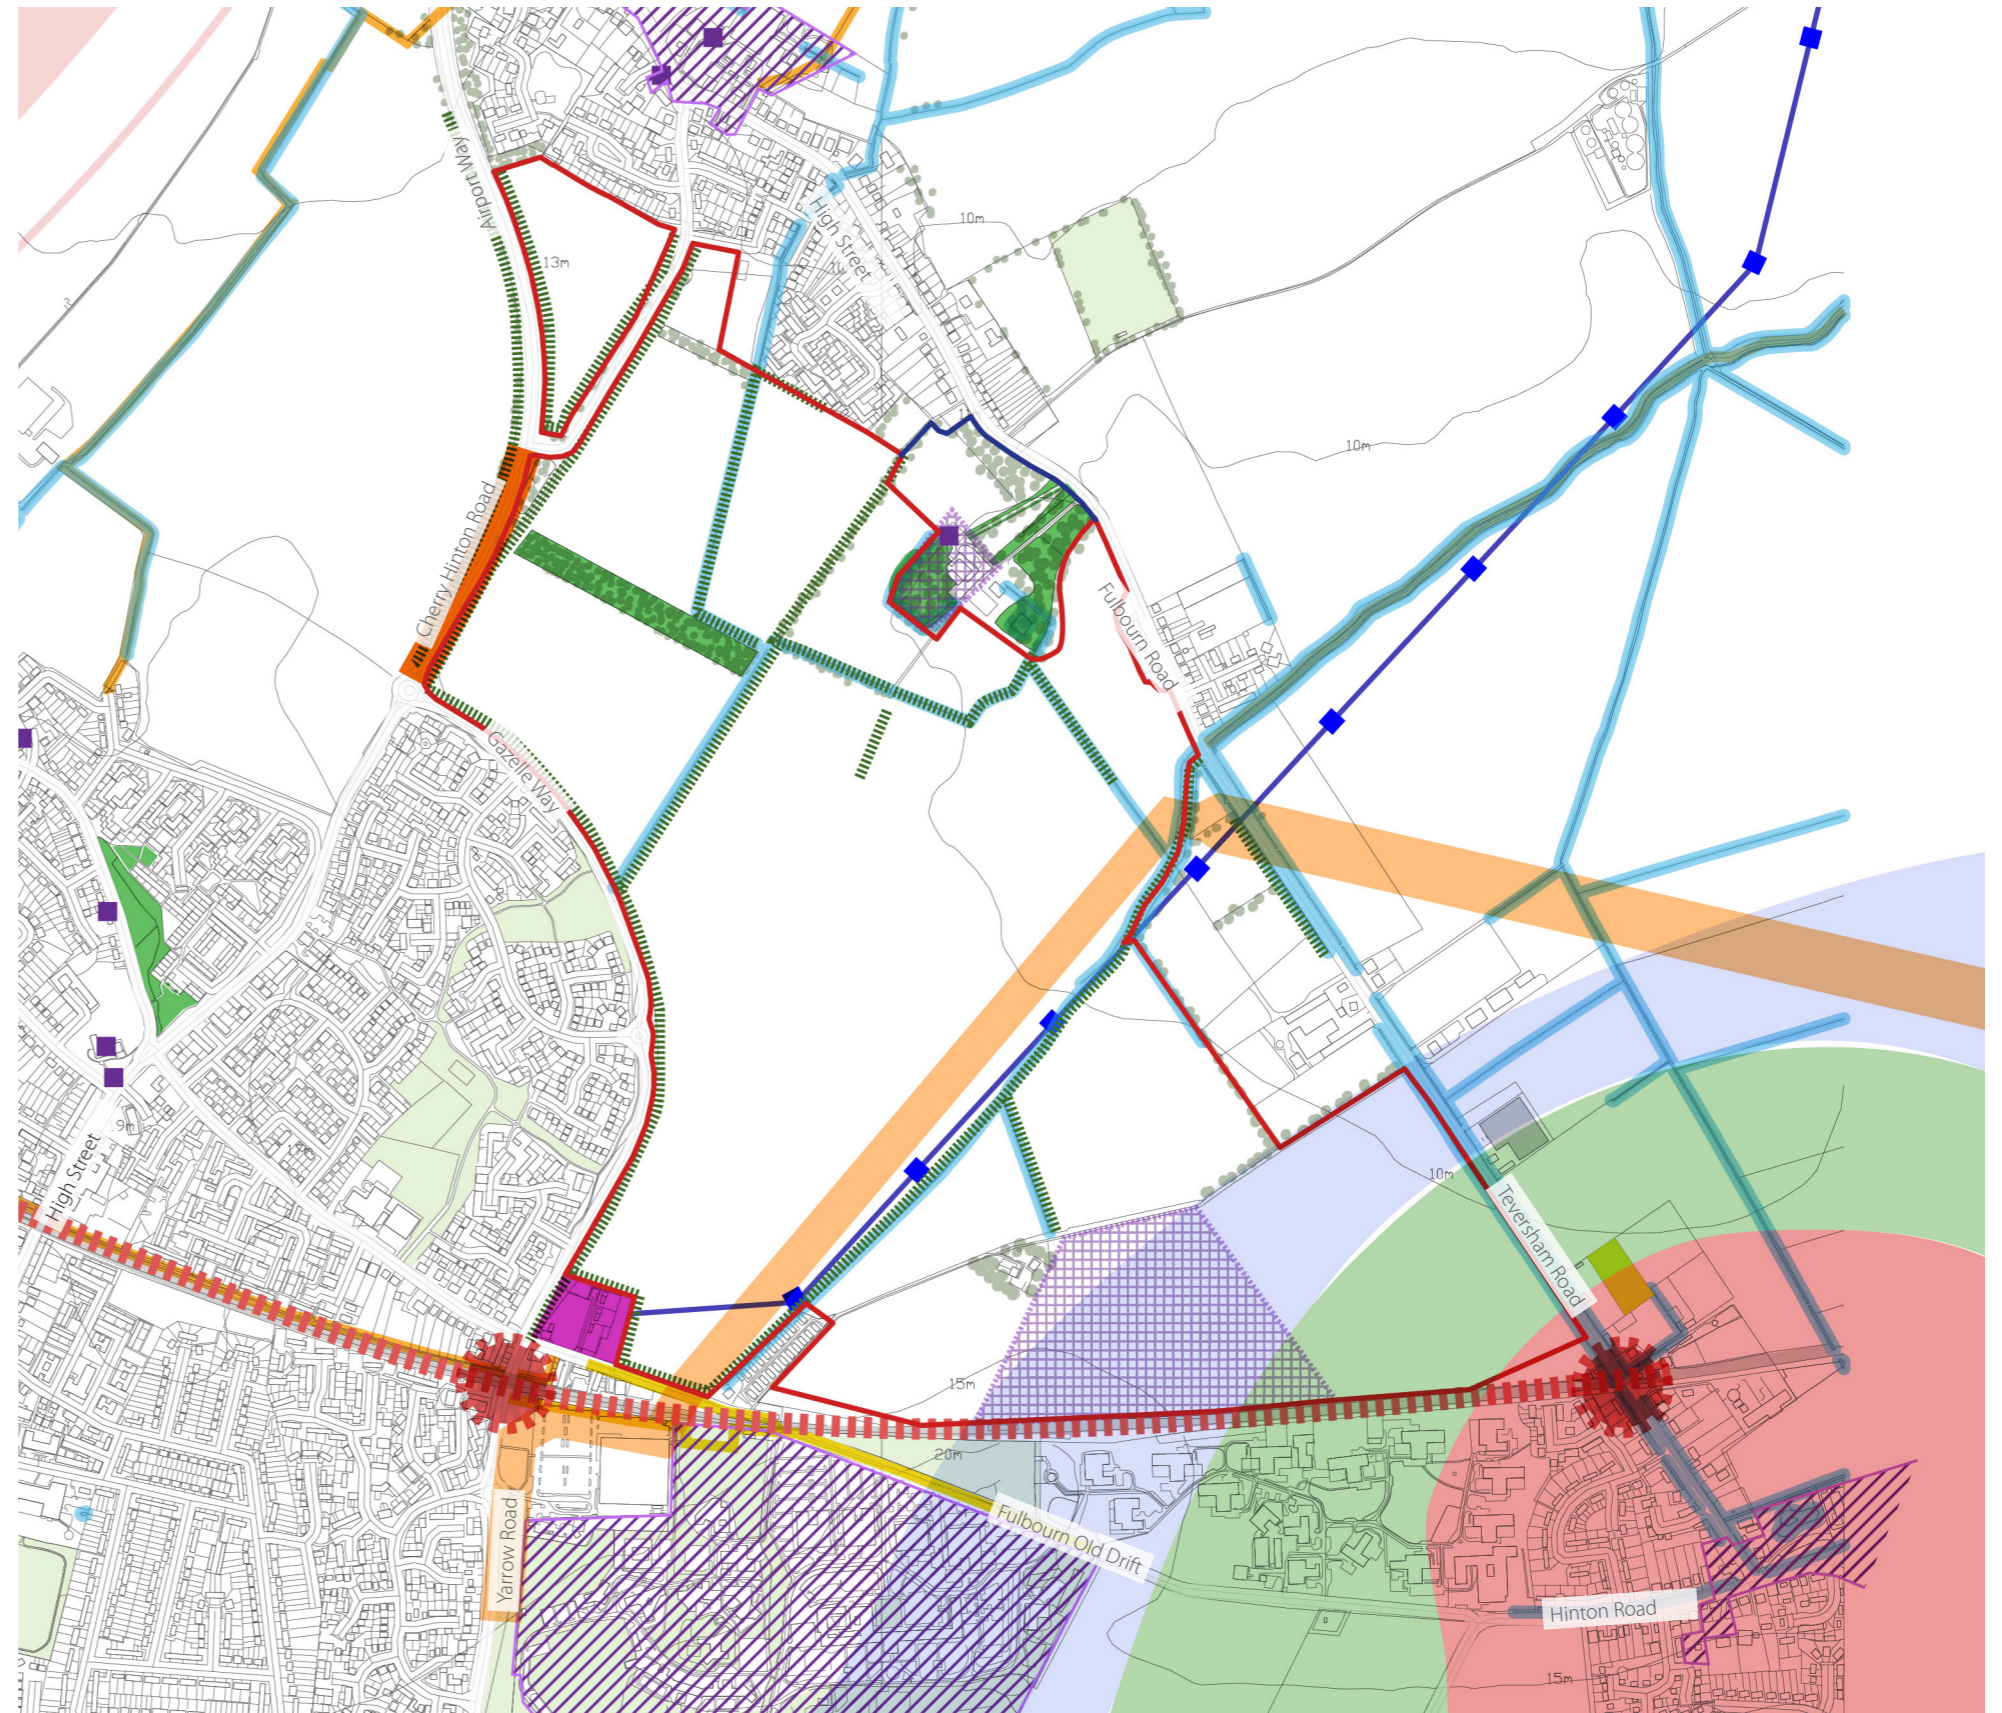 Airport Way
High Street
10m
13m
10m
Cherry Hinton Road
Fulbourn Road
Gazelle Way
19m
High Street
10m
Teversham Road
15m
20m
Fulbourn Old Drift
Yarrow Road
Hinton Road
15m